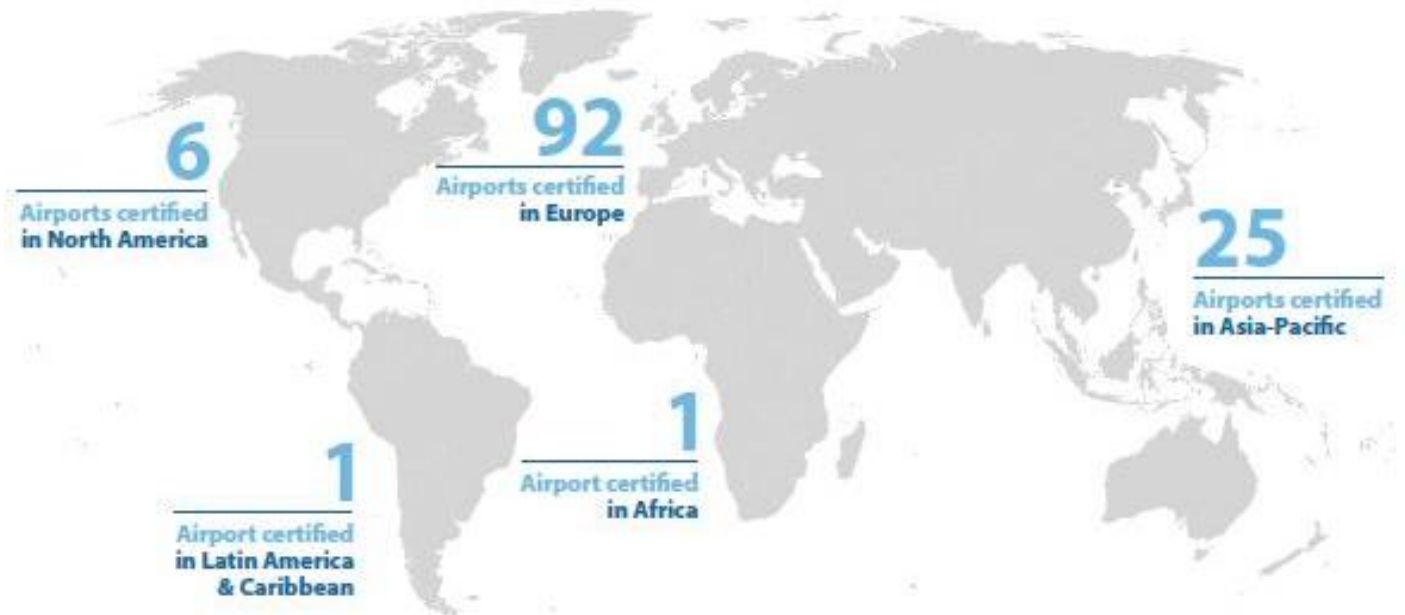 6
Airports certified
in North America
92
Airports certified
in Europe
25
Airports certified
in Asia-Pacific
1
Airport certified
in Latin America
& Caribbean
1
Airport certified
in Africa